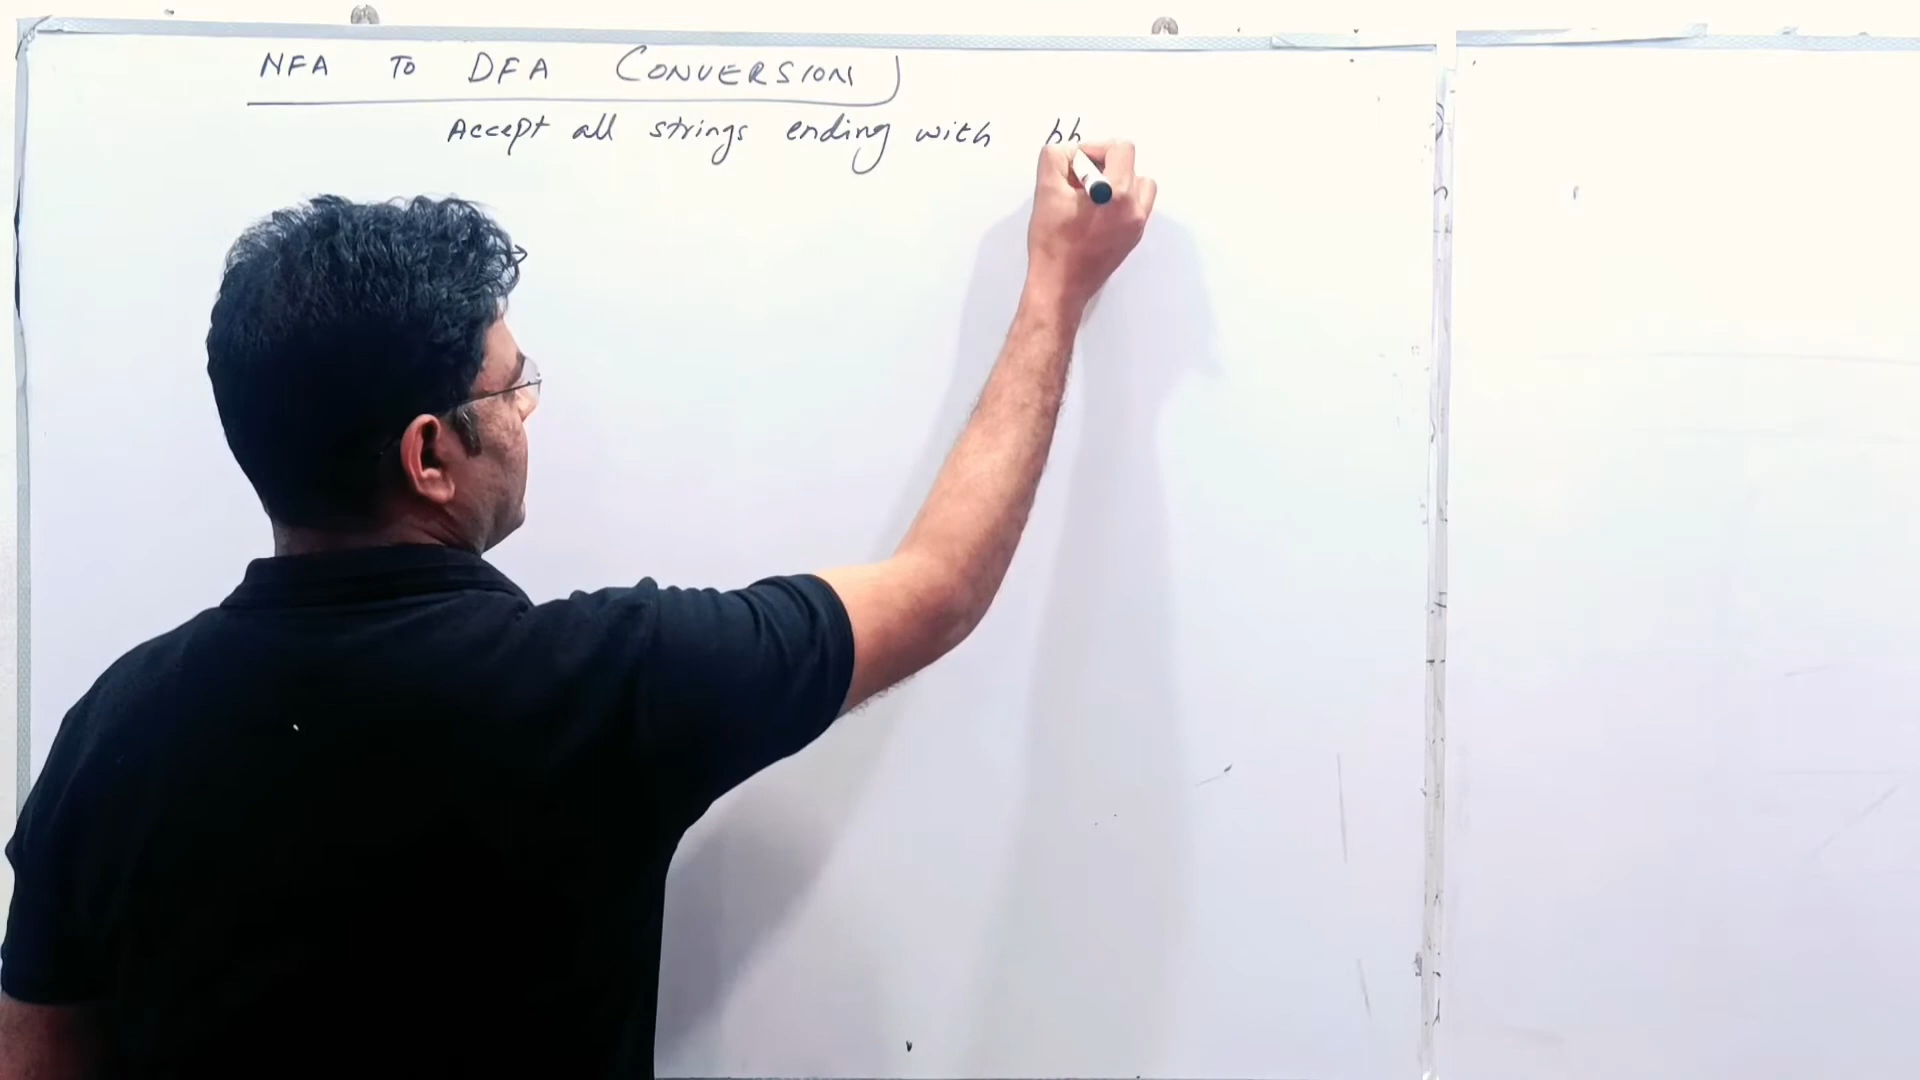 NFA TO DFA CONVERSION
Accept all strings ending with bb